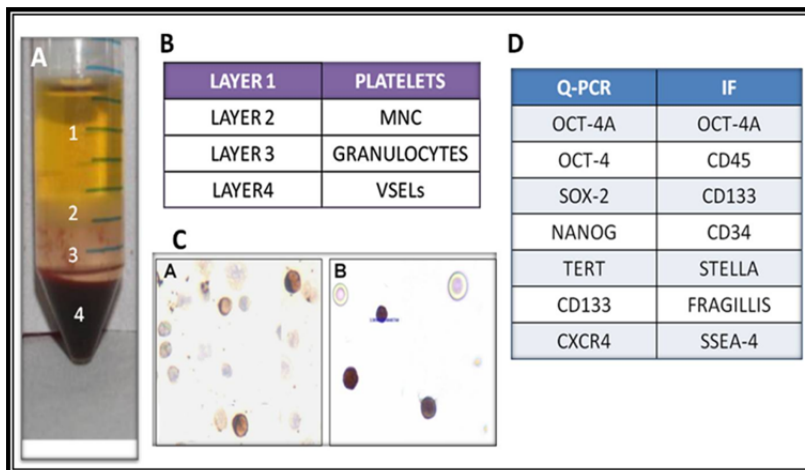 A
1
2
3
4
B
LAYER 1 PLATELETS
LAYER 2 MNC
LAYER 3 GRANULOCYTES
LAYER4 VSELs
C
A
B
D
Q-PCR IF
OCT-4A OCT-4A
OCT-4 CD45
SOX-2 CD133
NANOG CD34
TERT STELLA
CD133 FRAGILLIS
CXCR4 SSEA-4